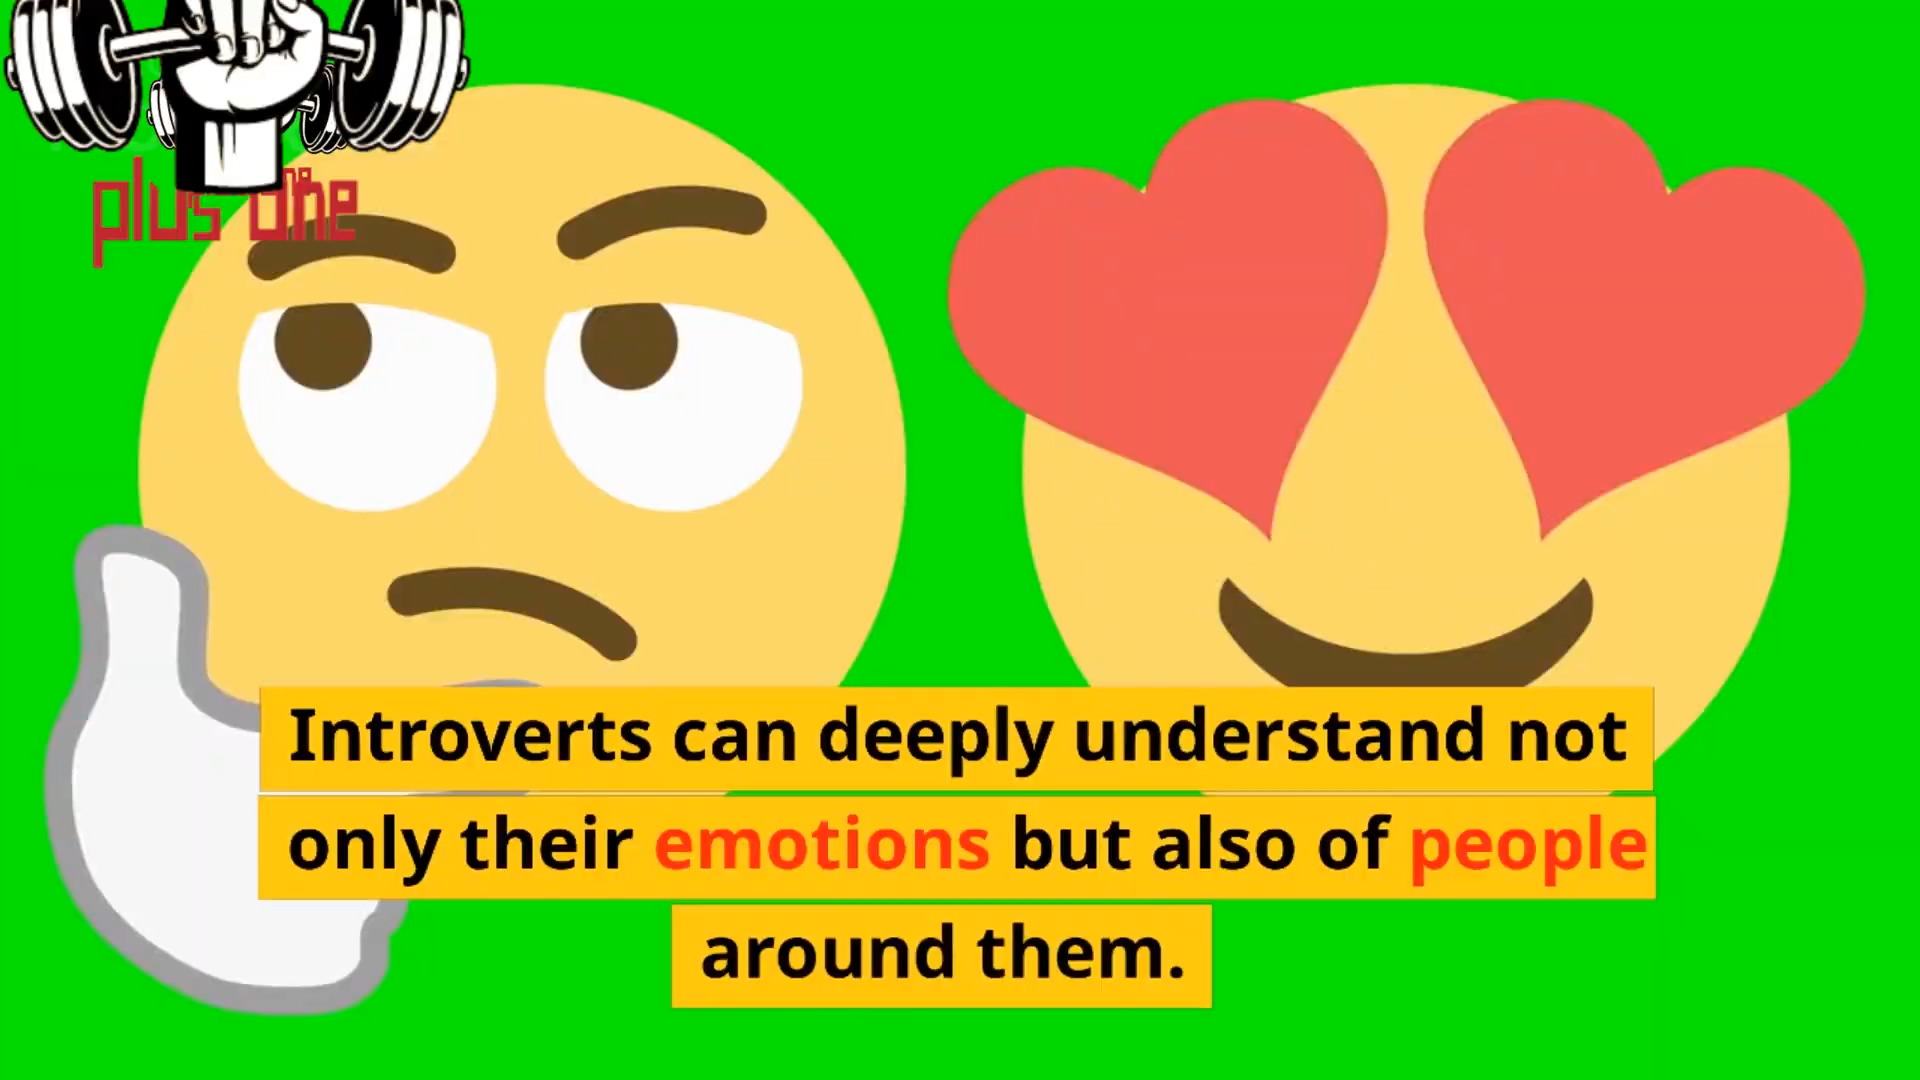 plus one
Introverts can deeply understand not
only their emotions but also of people
around them.